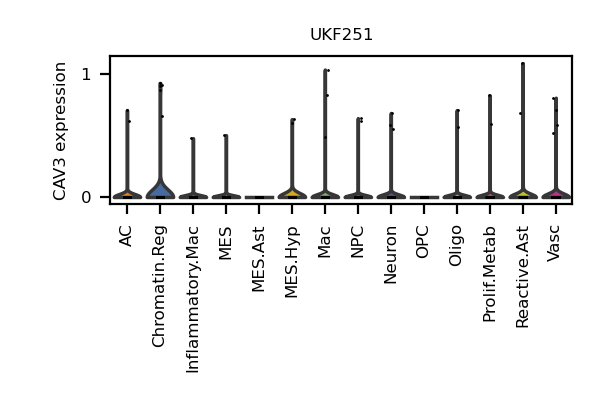 UKF251
CAV3 expression
1
0
AC
Chromatin.Reg
Inflammatory.Mac
MES
MES.Ast
MES.Hyp
Mac
NPC
Neuron
OPC
Oligo
Prolif.Metab
Reactive.Ast
Vasc